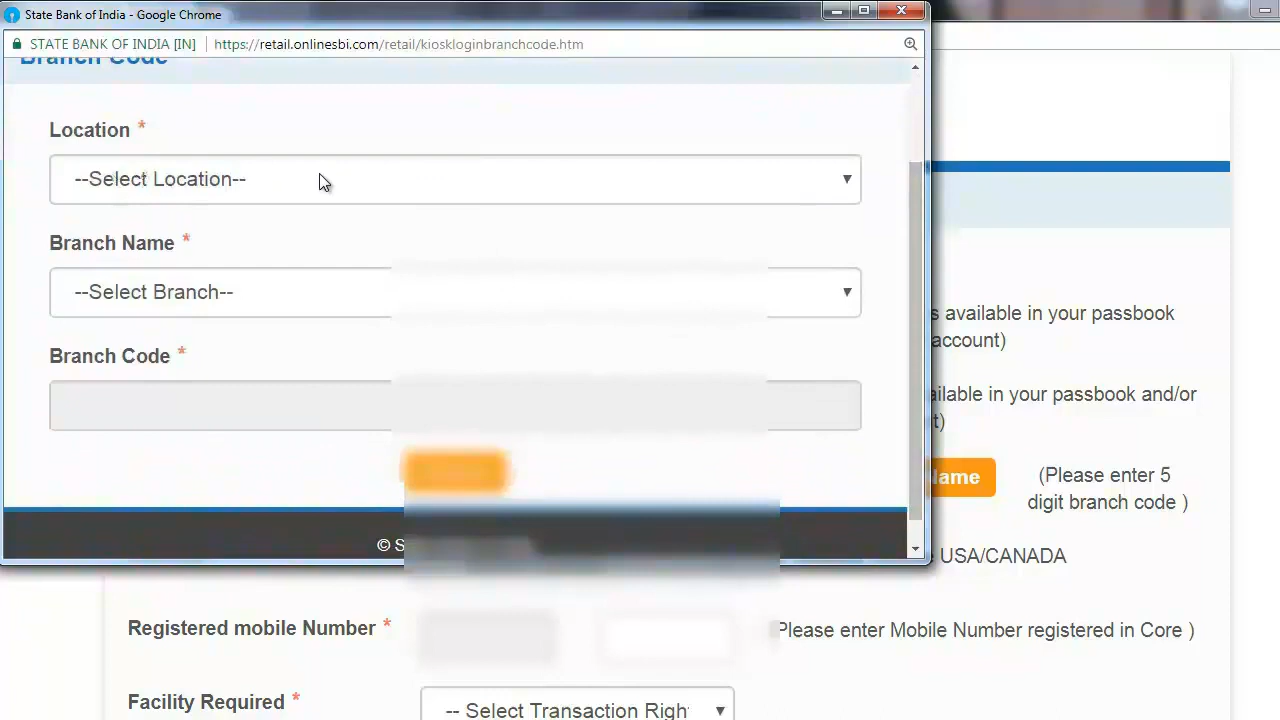 State Bank of India - Google Chrome
STATE BANK OF INDIA [IN] https://retail.onlinesbi.com/retail/kioskloginbranchcode.htm
Branch Code
Location *
--Select Location--
Branch Name *
--Select Branch--
Branch Code *
© S
s available in your passbook
account)
ailable in your passbook and/or
t)
Name
(Please enter 5
digit branch code )
USA/CANADA
Registered mobile Number *
Please enter Mobile Number registered in Core )
Facility Required *
-- Select Transaction Righ